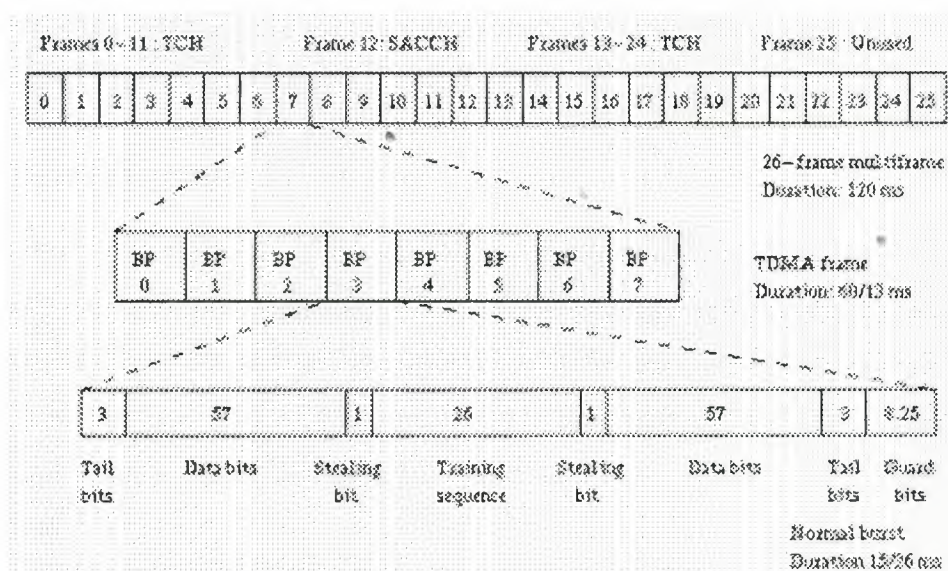 Frames 0-11 : TCH Frame 12: SACCH Frames 13-24 : TCH Frame 25 : Unused
0 1 2 3 4 5 6 7 8 9 10 11 12 13 14 15 16 17 18 19 20 21 22 23 24 25
26-frame multiframe
Duration: 120 ms
BP 0 BP 1 BP 2 BP 3 BP 4 BP 5 BP 6 BP 7
TDMA frame
Duration: 60/13 ms
3 57 1 26 1 57 3 8.25
Tail bits Data bits Stealing bit Training sequence Stealing bit Data bits Tail bits Guard bits
Normal burst
Duration 15/26 ms